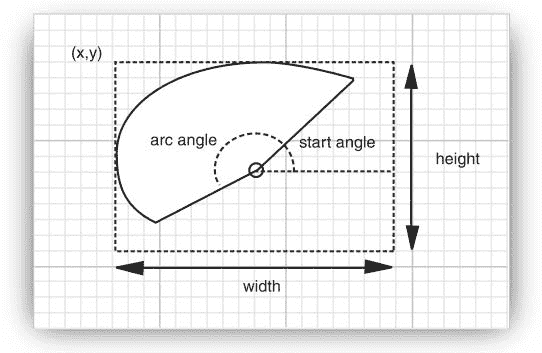 (x,y)
arc angle
start angle
height
width